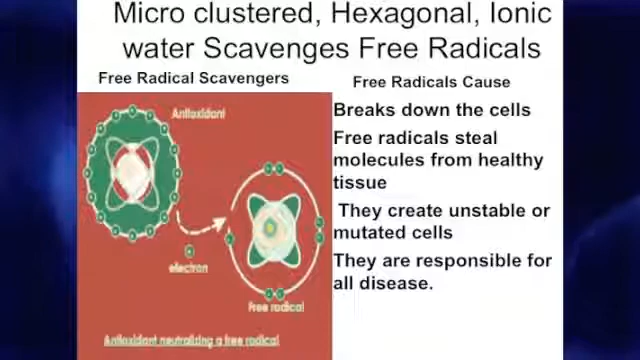 Micro clustered, Hexagonal, Ionic
water Scavenges Free Radicals
Free Radical Scavengers
Antioxidant
electron
Free radical
Antioxidant neutralizing a free radical
Free Radicals Cause
Breaks down the cells
Free radicals steal
molecules from healthy
tissue
They create unstable or
mutated cells
They are responsible for
all disease.